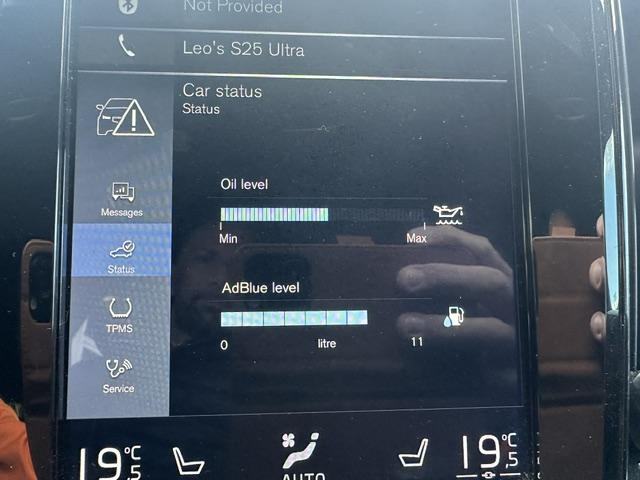 Not Provided
Leo's S25 Ultra
Car status
Status
Messages
Status
TPMS
Service
Oil level
Min Max
AdBlue level
0 litre 11
19,5 °C
AUTO
19,5 °C